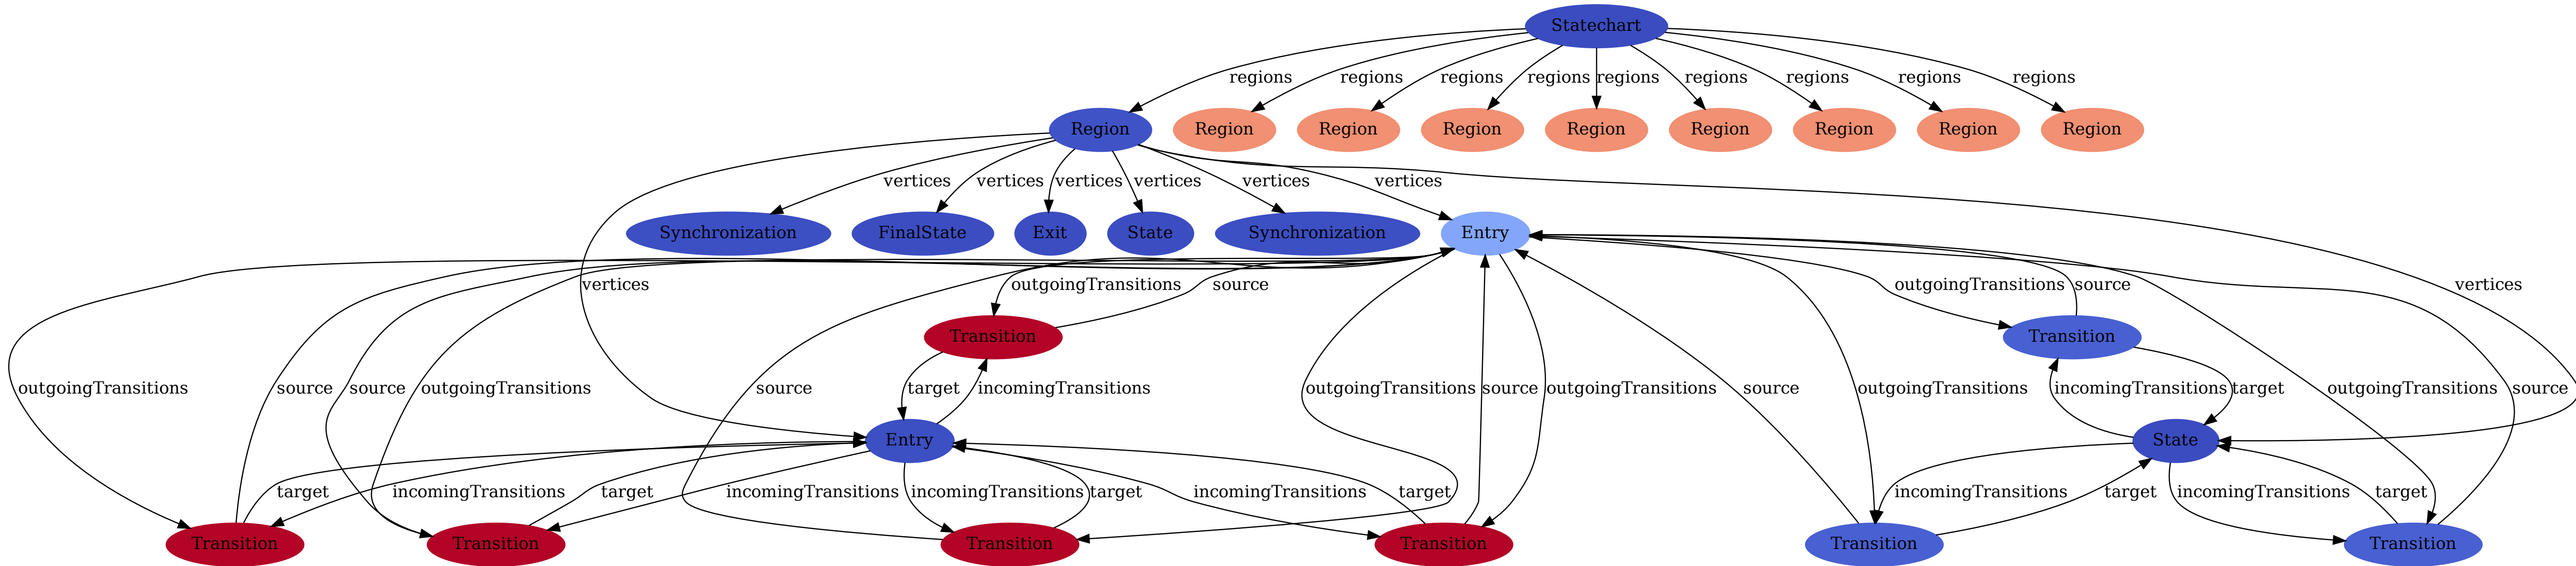 Statechart
regions regions regions regions regions regions regions regions regions
Region Region Region Region Region Region Region Region Region
vertices vertices vertices vertices vertices vertices
Synchronization FinalState Exit State Synchronization Entry
vertices outgoingTransitions source outgoingTransitions source vertices
Transition Transition
outgoingTransitions source source outgoingTransitions source target incomingTransitions outgoingTransitions source outgoingTransitions source outgoingTransitions incomingTransitions target outgoingTransitions source
Entry State
target incomingTransitions target incomingTransitions incomingTransitions target incomingTransitions target incomingTransitions target incomingTransitions target
Transition Transition Transition Transition Transition Transition